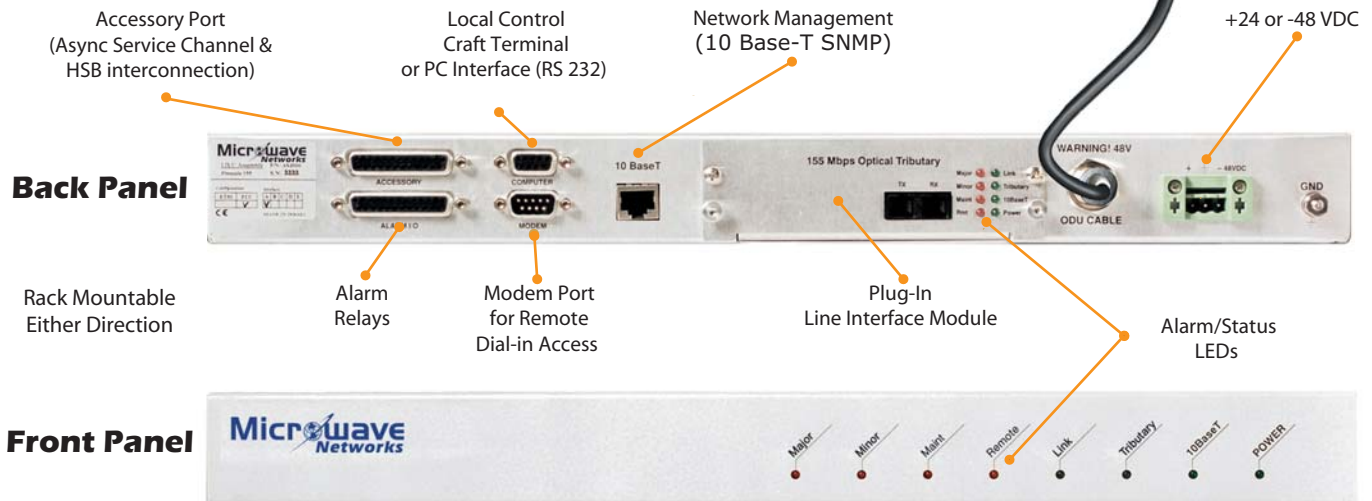 Accessory Port
(Async Service Channel &
HSB interconnection)
Local Control
Craft Terminal
or PC Interface (RS 232)
Network Management
(10 Base-T SNMP)
+24 or -48 VDC
Back Panel
Microwave
Networks
ACCESSORY
ALARM I O
COMPUTER
MODEM
10 BaseT
155 Mbps Optical Tributary
TX RX
Major Link
Minor Tributary
Maint 10BaseT
Rmt Power
WARNING! 48V
ODU CABLE
+ - 48VDC
GND
Rack Mountable
Either Direction
Alarm
Relays
Modem Port
for Remote
Dial-in Access
Plug-In
Line Interface Module
Alarm/Status
LEDs
Front Panel
Microwave
Networks
Major
Minor
Maint
Remote
Link
Tributary
10BaseT
POWER